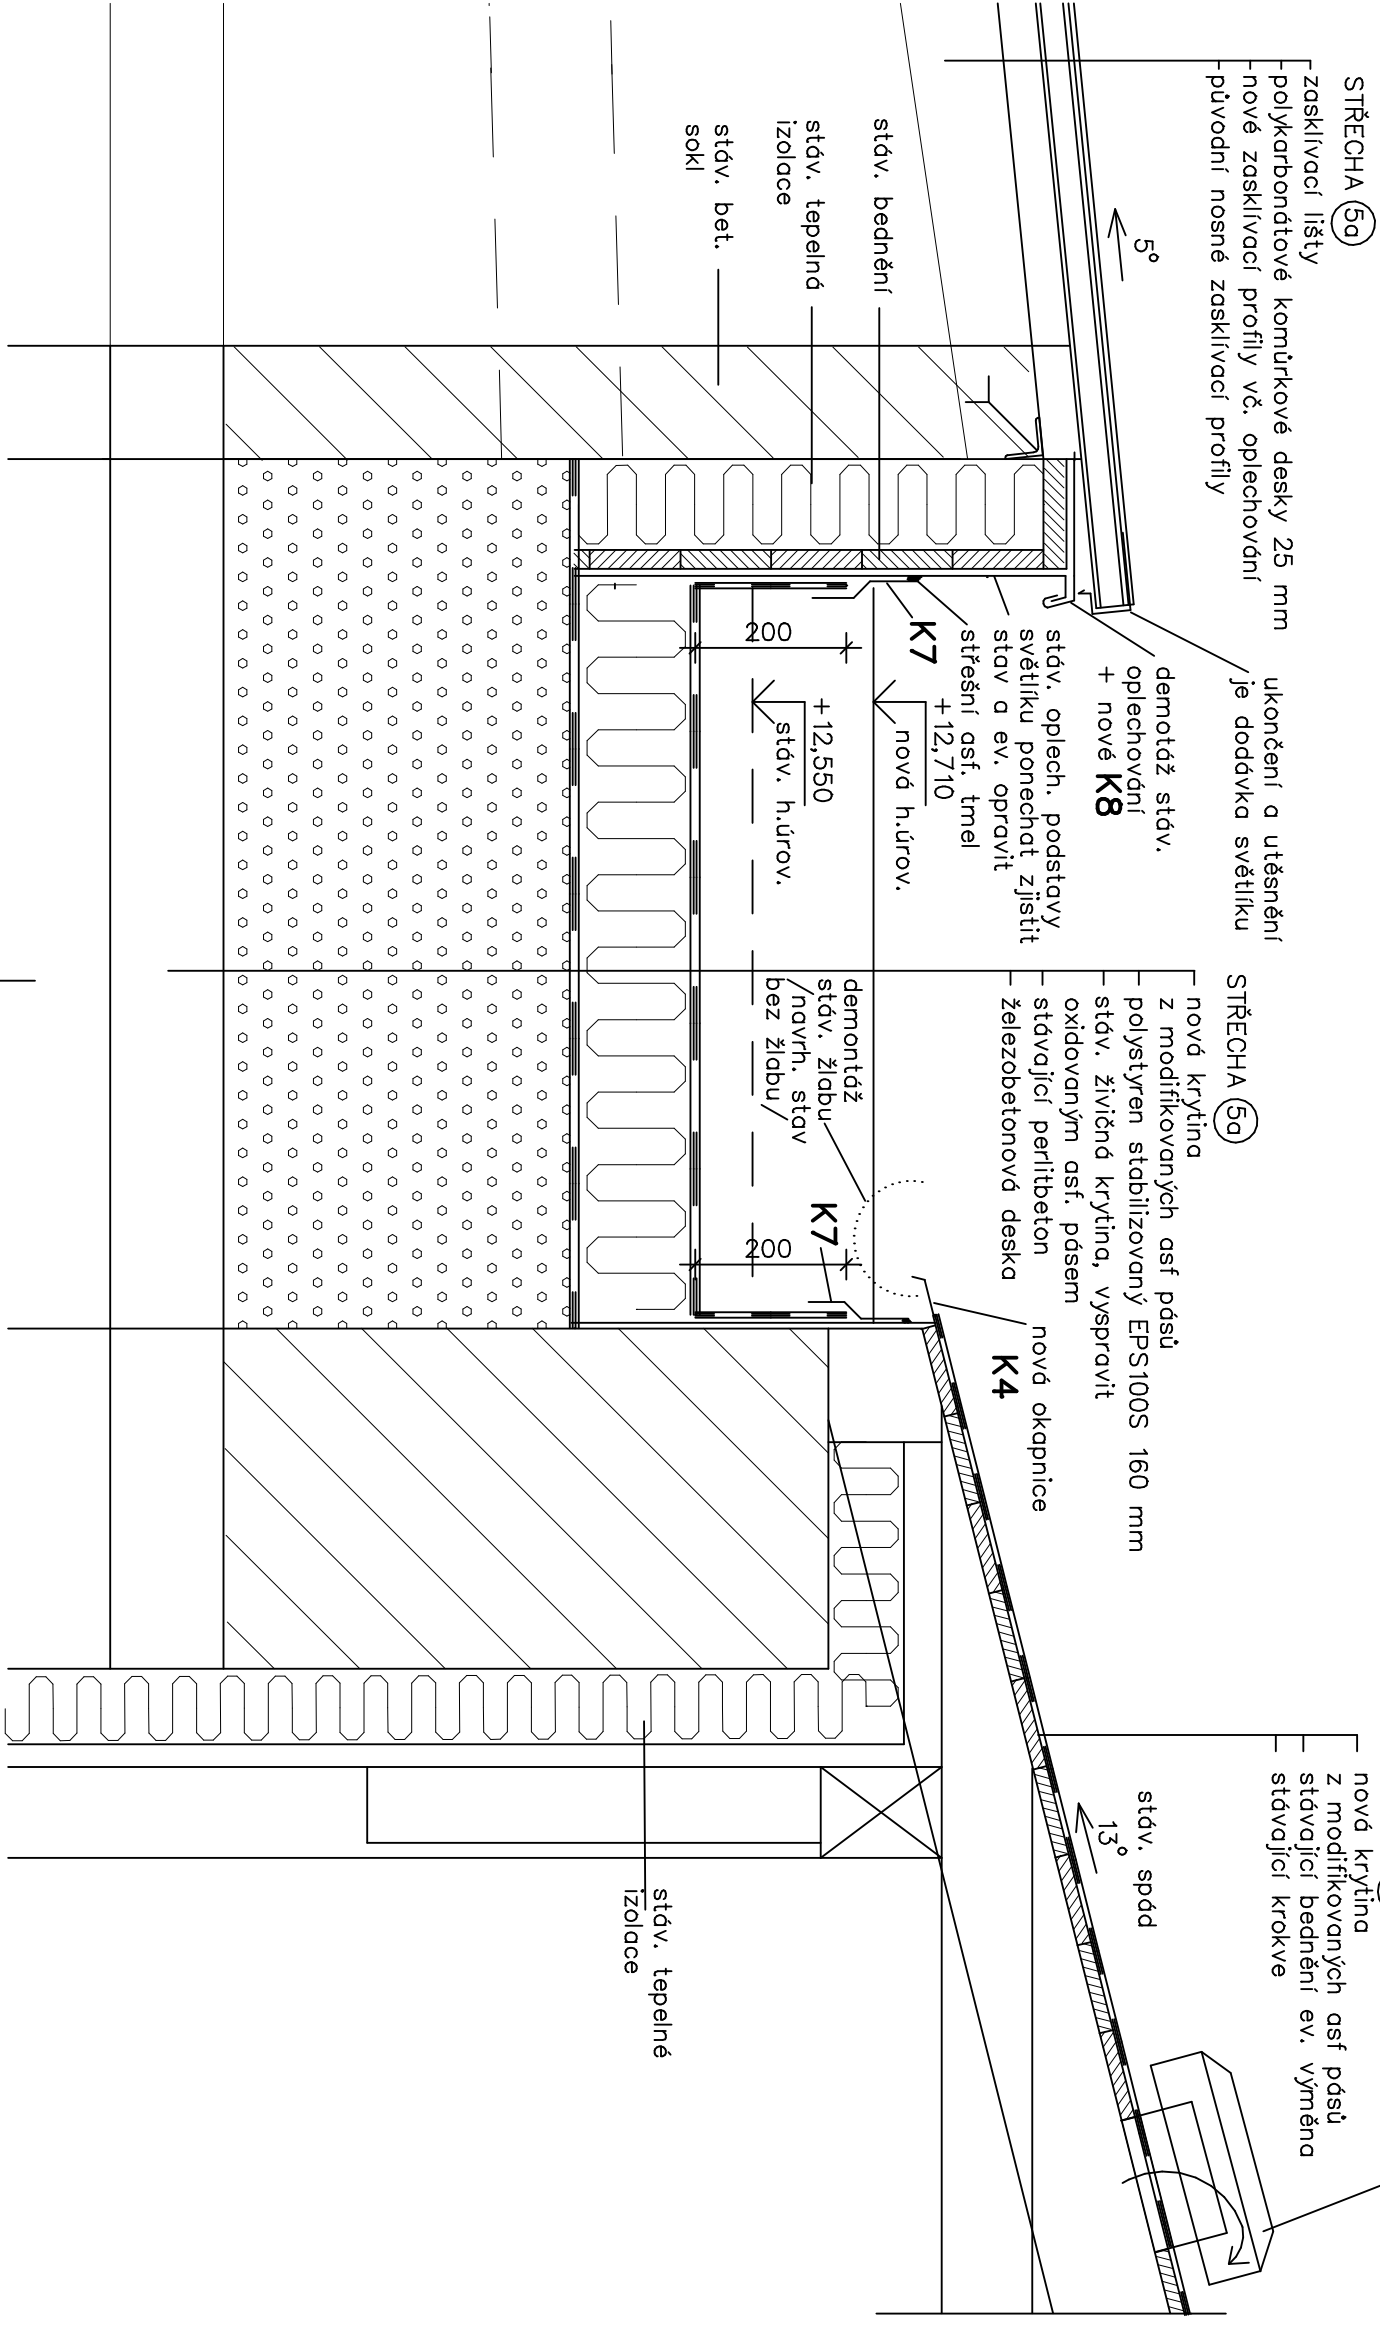 STŘECHA 5a
zasklívací lišty
polykarbonátové komůrkové desky 25 mm
nové zasklívací profily vč. oplechování
původní nosné zasklívací profily
5°
stáv. bednění
stáv. tepelná
izolace
stáv. bet.
sokl
ukončení a utěsnění
je dodávka světlíku
demotáž stáv.
oplechování
+ nové K8
stáv. oplech. podstavy
světlíku ponechat zjistit
stav a ev. opravit
střešní asf. tmel
K7
+12,710
nová h.úrov.
+12,550
stáv. h.úrov.
200
STŘECHA 5a
nová krytina
z modifikovaných asf pásů
polystyren stabilizovaný EPS100S 160 mm
stáv. živičná krytina, vyspravit
oxidovaným asf. pásem
stávající perlitbeton
železobetonová deska
demontáž
stáv. žlabu
/navrh. stav
bez žlabu/
K7
200
nová okapnice
K4
nová krytina
z modifikovaných asf pásů
stávající bednění ev. výměna
stávající krokve
stáv. spád
13°
stáv. tepelné
izolace